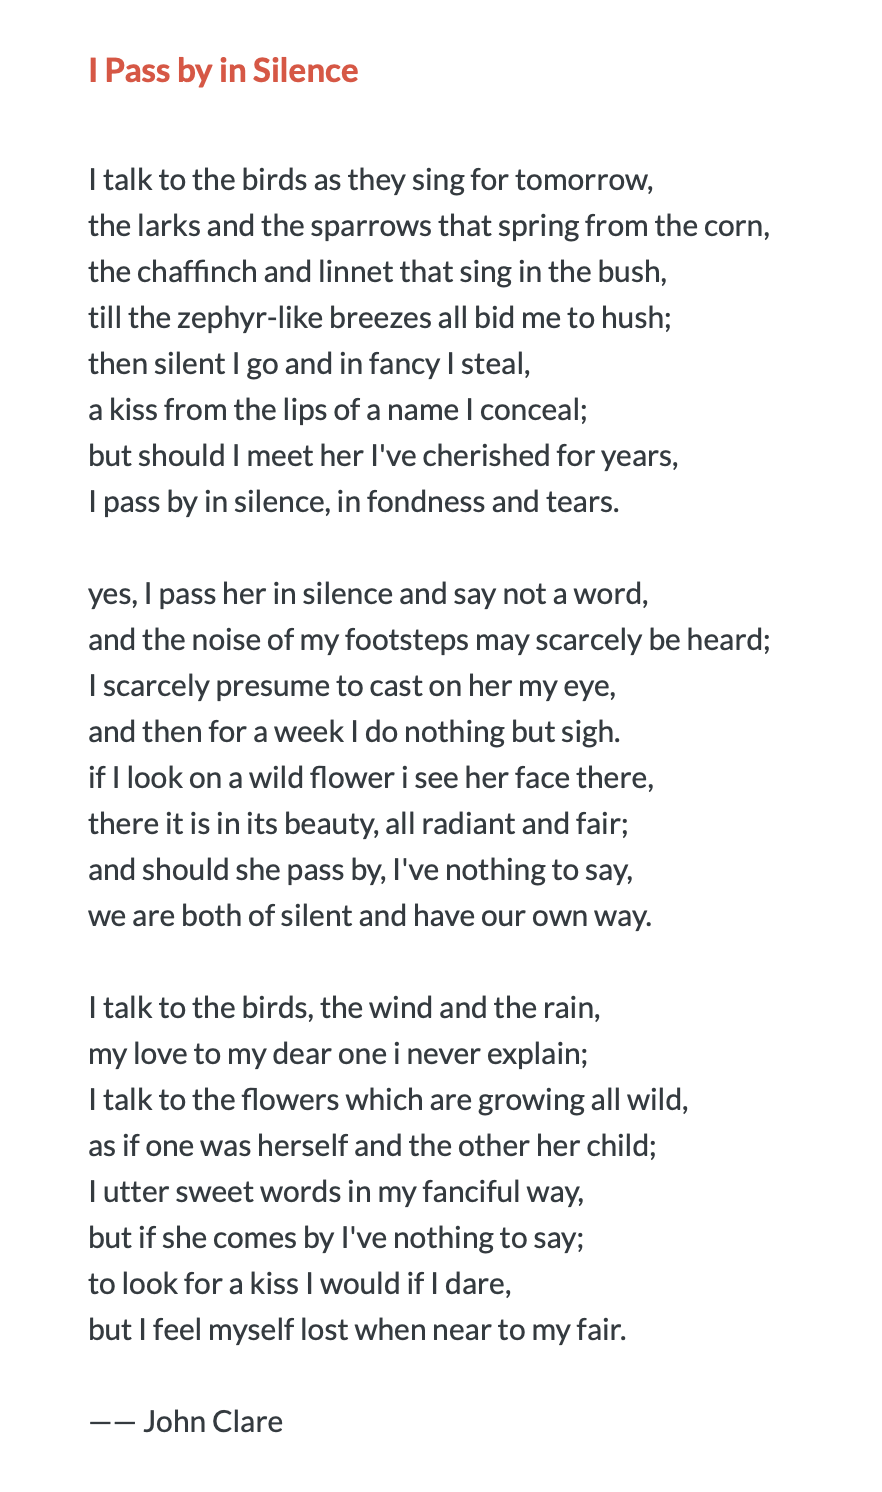 I Pass by in Silence
I talk to the birds as they sing for tomorrow,
the larks and the sparrows that spring from the corn,
the chaffinch and linnet that sing in the bush,
till the zephyr-like breezes all bid me to hush;
then silent I go and in fancy I steal,
a kiss from the lips of a name I conceal;
but should I meet her I've cherished for years,
I pass by in silence, in fondness and tears.
yes, I pass her in silence and say not a word,
and the noise of my footsteps may scarcely be heard;
I scarcely presume to cast on her my eye,
and then for a week I do nothing but sigh.
if I look on a wild flower i see her face there,
there it is in its beauty, all radiant and fair;
and should she pass by, I've nothing to say,
we are both of silent and have our own way.
I talk to the birds, the wind and the rain,
my love to my dear one i never explain;
I talk to the flowers which are growing all wild,
as if one was herself and the other her child;
I utter sweet words in my fanciful way,
but if she comes by I've nothing to say;
to look for a kiss I would if I dare,
but I feel myself lost when near to my fair.
—— John Clare